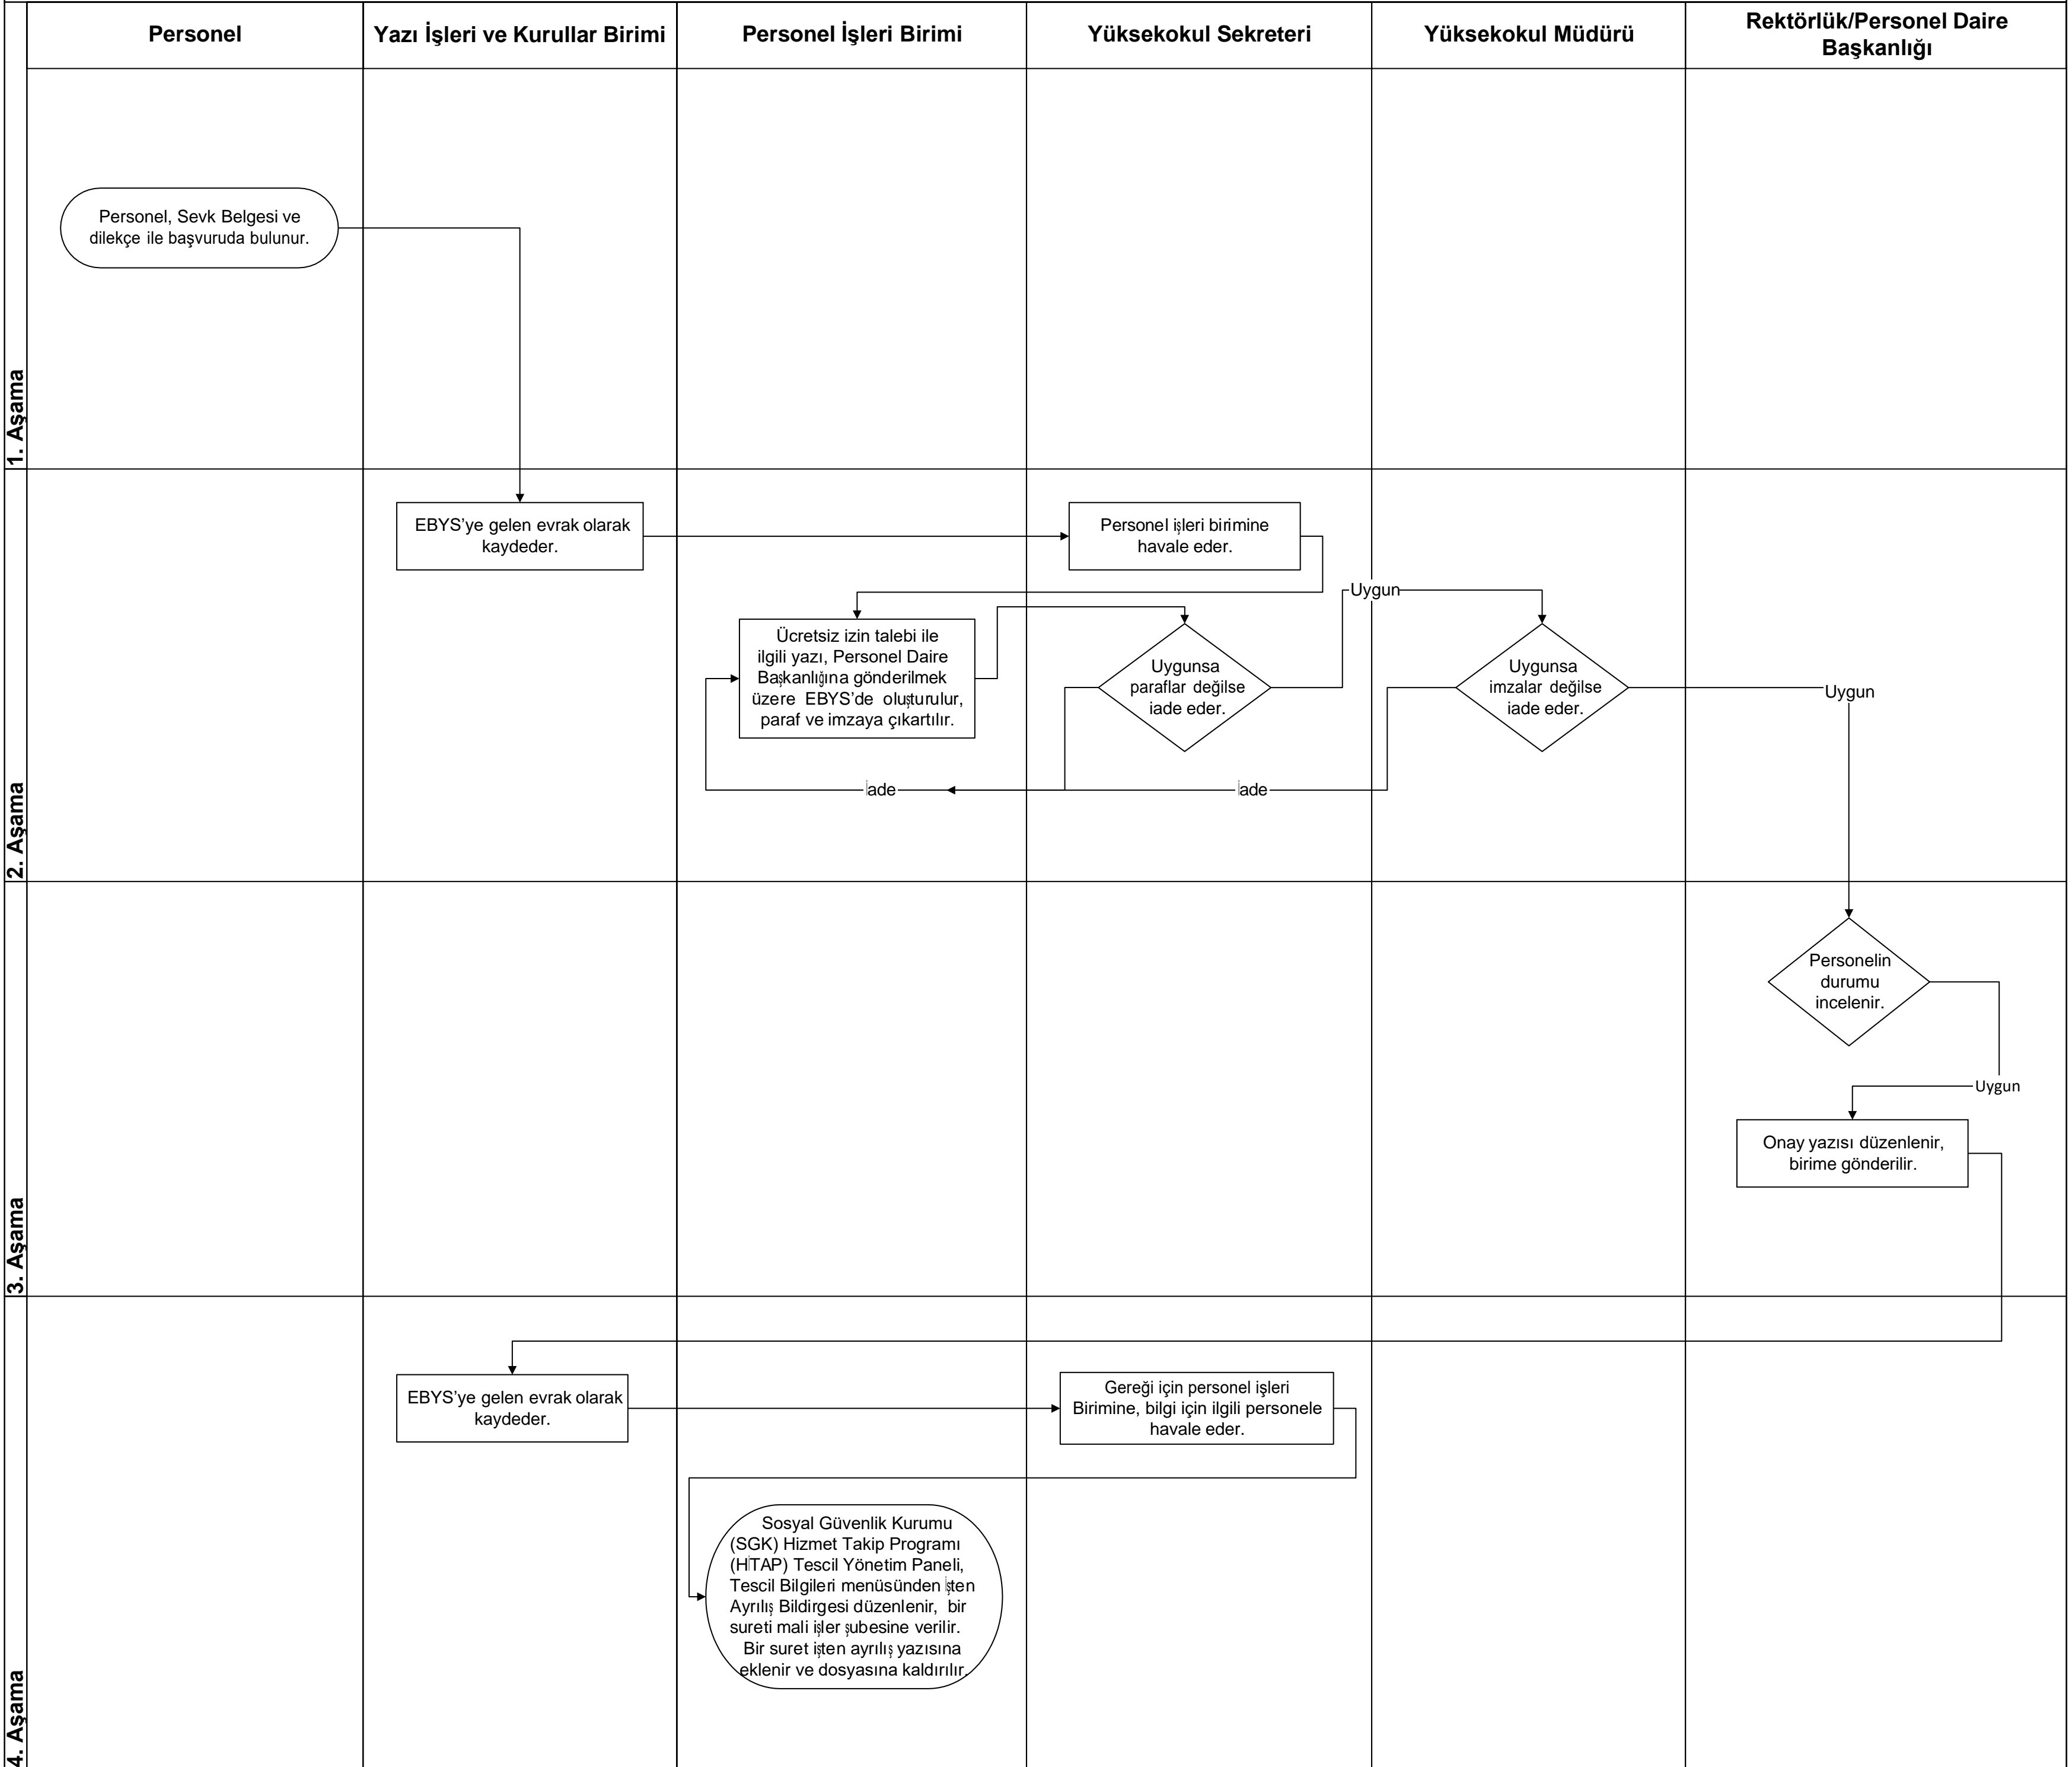 Personel
Yazı İşleri ve Kurullar Birimi
Personel İşleri Birimi
Yüksekokul Sekreteri
Yüksekokul Müdürü
Rektörlük/Personel Daire
Başkanlığı
1. Aşama
Personel, Sevk Belgesi ve
dilekçe ile başvuruda bulunur.
2. Aşama
EBYS’ye gelen evrak olarak
kaydeder.
Personel işleri birimine
havale eder.
Ücretsiz izin talebi ile
ilgili yazı, Personel Daire
Başkanlığına gönderilmek
üzere EBYS’de oluşturulur,
paraf ve imzaya çıkartılır.
Uygunsa
paraflar değilse
iade eder.
Uygun
Uygunsa
imzalar değilse
iade eder.
Uygun
İade
İade
3. Aşama
Personelin
durumu
incelenir.
Uygun
Onay yazısı düzenlenir,
birime gönderilir.
4. Aşama
EBYS’ye gelen evrak olarak
kaydeder.
Gereği için personel işleri
Birimine, bilgi için ilgili personele
havale eder.
Sosyal Güvenlik Kurumu
(SGK) Hizmet Takip Programı
(HİTAP) Tescil Yönetim Paneli,
Tescil Bilgileri menüsünden İşten
Ayrılış Bildirgesi düzenlenir, bir
sureti mali işler şubesine verilir.
Bir suret işten ayrılış yazısına
eklenir ve dosyasına kaldırılır.